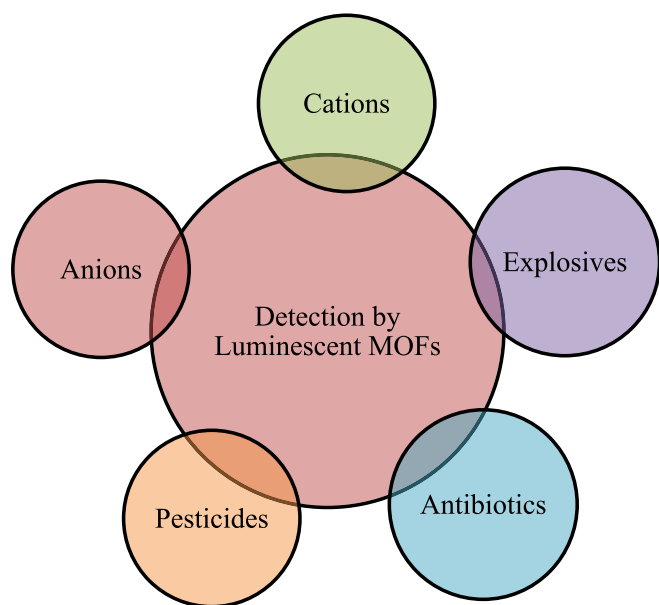 Cations
Explosives
Anions
Detection by
Luminescent MOFs
Antibiotics
Pesticides